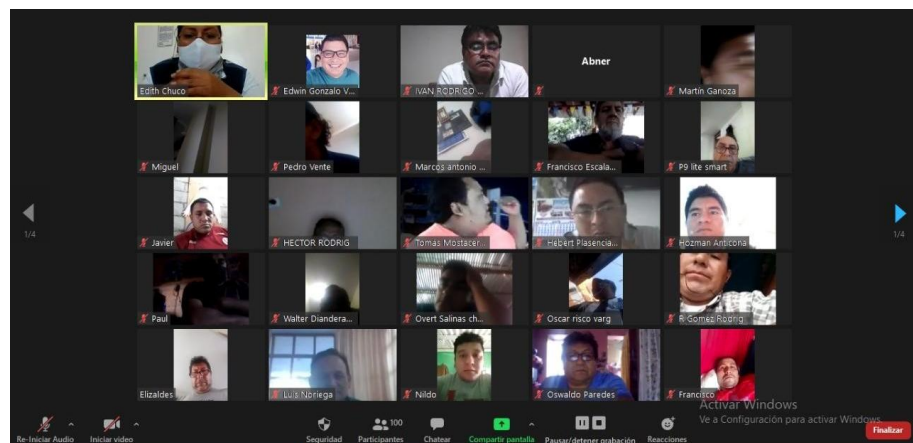 Abner
Edith Chuco
Edwin Gonzalo V...
IVAN RODRIGO ...
Martín Ganoza
Miguel
Pedro Vente
Marcos antonio ...
Francisco Escala...
P9 lite smart
1/4
1/4
Javier
HECTOR RODRIG
Tomas Mostacer...
Hebert Plasencia...
Hozman Anticona
Paul
Walter Diandera...
Overt Salinas ch...
Oscar risco varg
R Gomez Rodrig
Elizaldes
Luis Noriega
Nildo
Oswaldo Paredes
Francisco
Activar Windows
Ve a Configuración para activar Windows.
100
Re-Iniciar Audio
Iniciar video
Seguridad
Participantes
Chatear
Compartir pantalla
Pausar/detener grabación
Reacciones
Finalizar